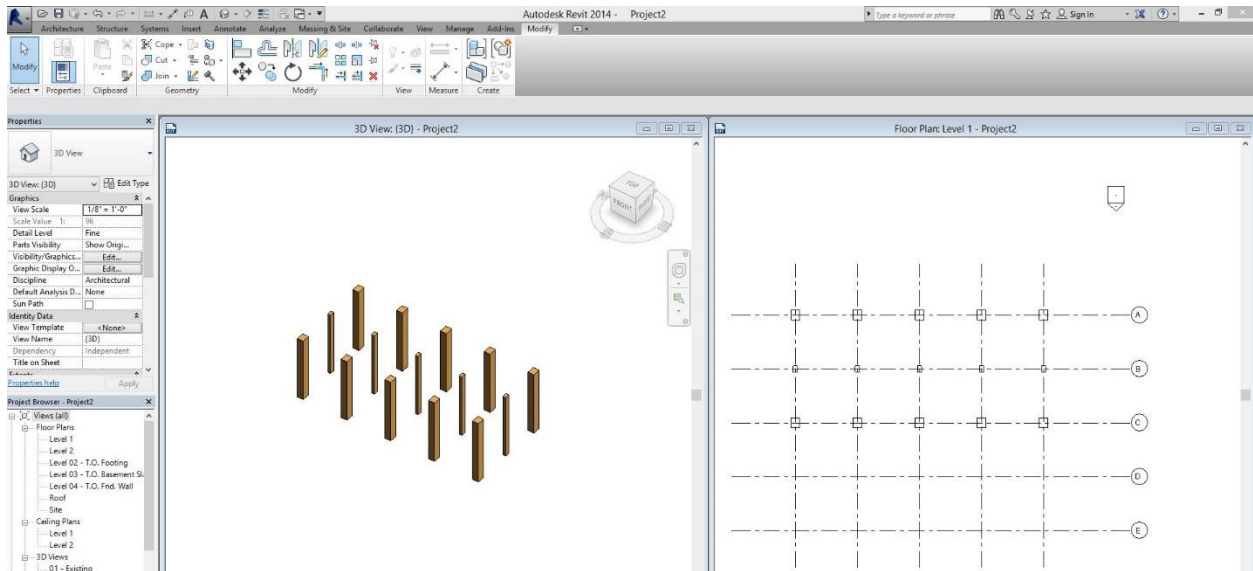 Autodesk Revit 2014 - Project2
Type a keyword or phrase
Sign In
Architecture Structure Systems Insert Annotate Analyze Massing & Site Collaborate View Manage Add-Ins Modify
Modify
Paste
Cope
Cut
Join
Select Properties Clipboard Geometry Modify View Measure Create
Properties
3D View
3D View: {3D} Edit Type
Graphics
View Scale 1/8" = 1'-0"
Scale Value 1: 96
Detail Level Fine
Parts Visibility Show Origi...
Visibility/Graphics... Edit...
Graphic Display O... Edit...
Discipline Architectural
Default Analysis D... None
Sun Path
Identity Data
View Template <None>
View Name {3D}
Dependency Independent
Title on Sheet
Extents
Properties help Apply
Project Browser - Project2
Views (all)
Floor Plans
Level 1
Level 2
Level 02 - T.O. Footing
Level 03 - T.O. Basement Sl
Level 04 - T.O. Fnd. Wall
Roof
Site
Ceiling Plans
Level 1
Level 2
3D Views
01 - Existing
3D View: {3D} - Project2
TOP
FRONT
Floor Plan: Level 1 - Project2
A
B
C
D
E